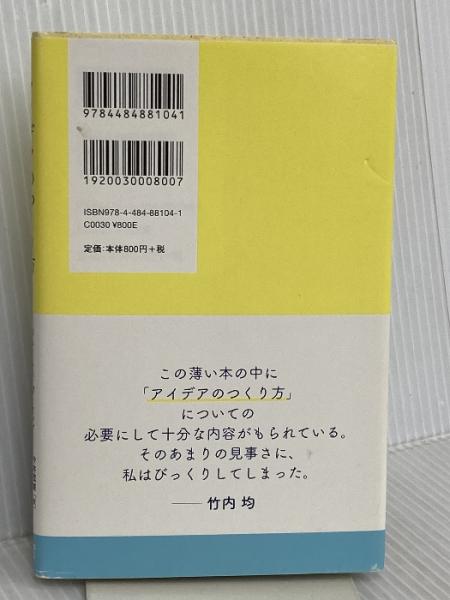 9784484881041
1920030008007
ISBN978-4-484-88104-1
C0030 ¥800E
定価:本体800円+税
この薄い本の中に
「アイデアのつくり方」
についての
必要にして十分な内容がもられている。
そのあまりの見事さに、
私はびっくりしてしまった。
── 竹内 均